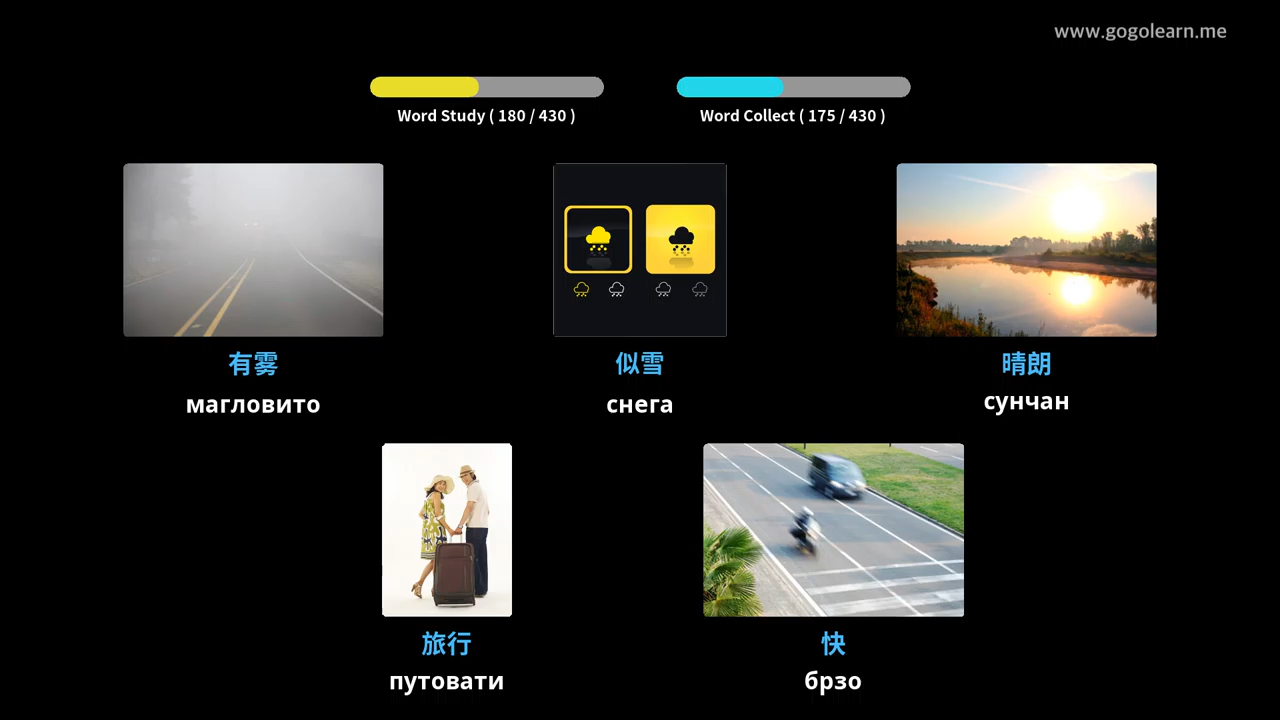 www.gogolearn.me
Word Study ( 180 / 430 )
Word Collect ( 175 / 430 )
有雾
似雪
晴朗
магловито
снега
сунчан
旅行
快
путовати
брзо